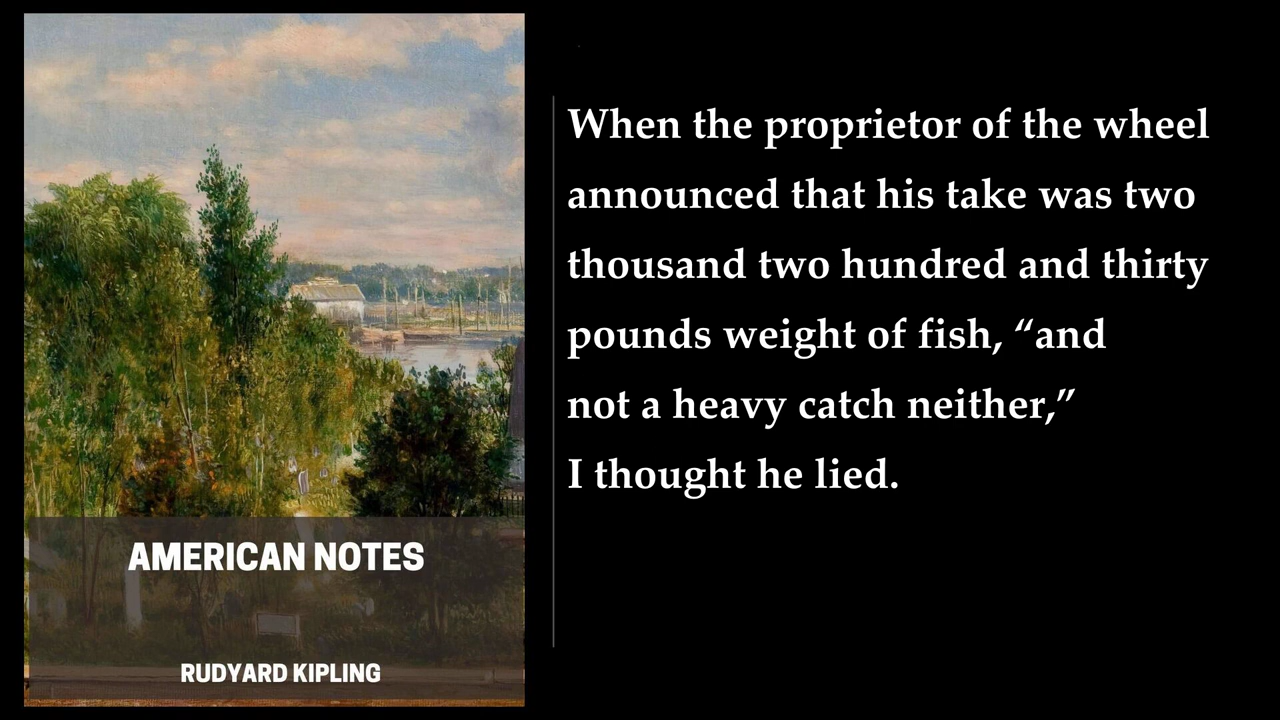 When the proprietor of the wheel
announced that his take was two
thousand two hundred and thirty
pounds weight of fish, “and
not a heavy catch neither,”
I thought he lied.
AMERICAN NOTES
RUDYARD KIPLING